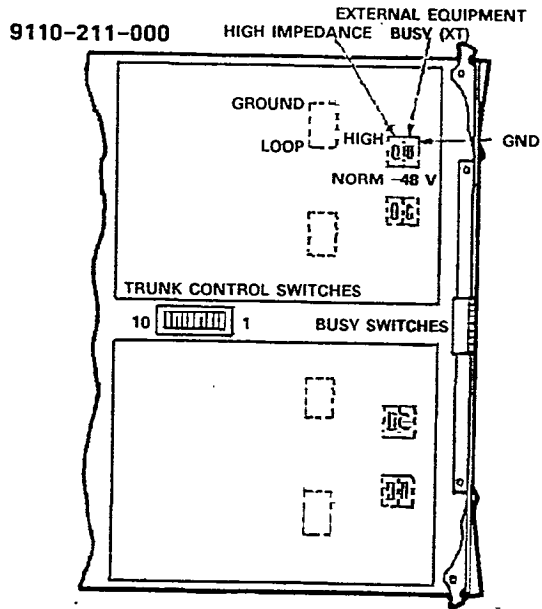 9110-211-000
EXTERNAL EQUIPMENT
HIGH IMPEDANCE BUSY (XT)
GROUND
LOOP
HIGH
GND
NORM -48 V
TRUNK CONTROL SWITCHES
10 1
BUSY SWITCHES